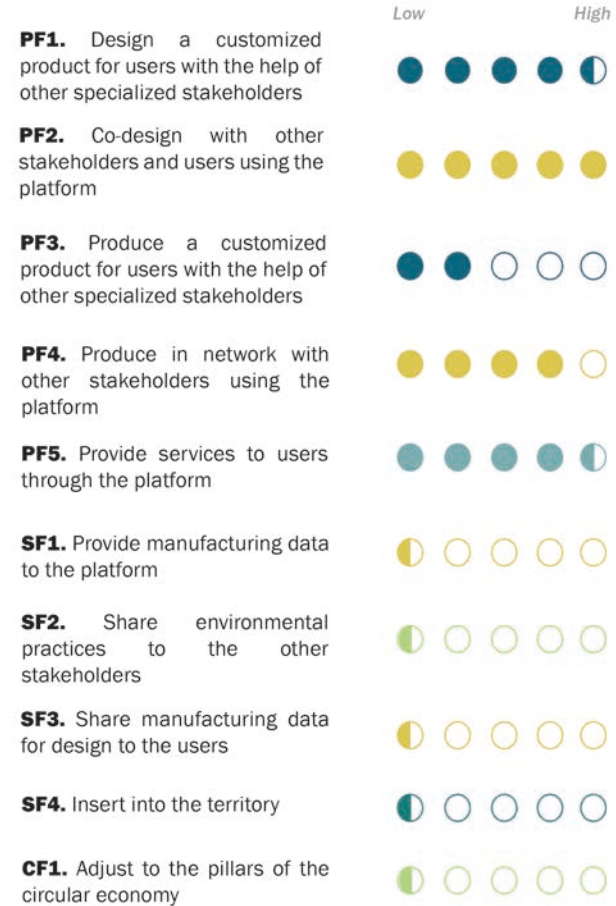 Low High
PF1. Design a customized
product for users with the help of
other specialized stakeholders
PF2. Co-design with other
stakeholders and users using the
platform
PF3. Produce a customized
product for users with the help of
other specialized stakeholders
PF4. Produce in network with
other stakeholders using the
platform
PF5. Provide services to users
through the platform
SF1. Provide manufacturing data
to the platform
SF2. Share environmental
practices to the other
stakeholders
SF3. Share manufacturing data
for design to the users
SF4. Insert into the territory
CF1. Adjust to the pillars of the
circular economy